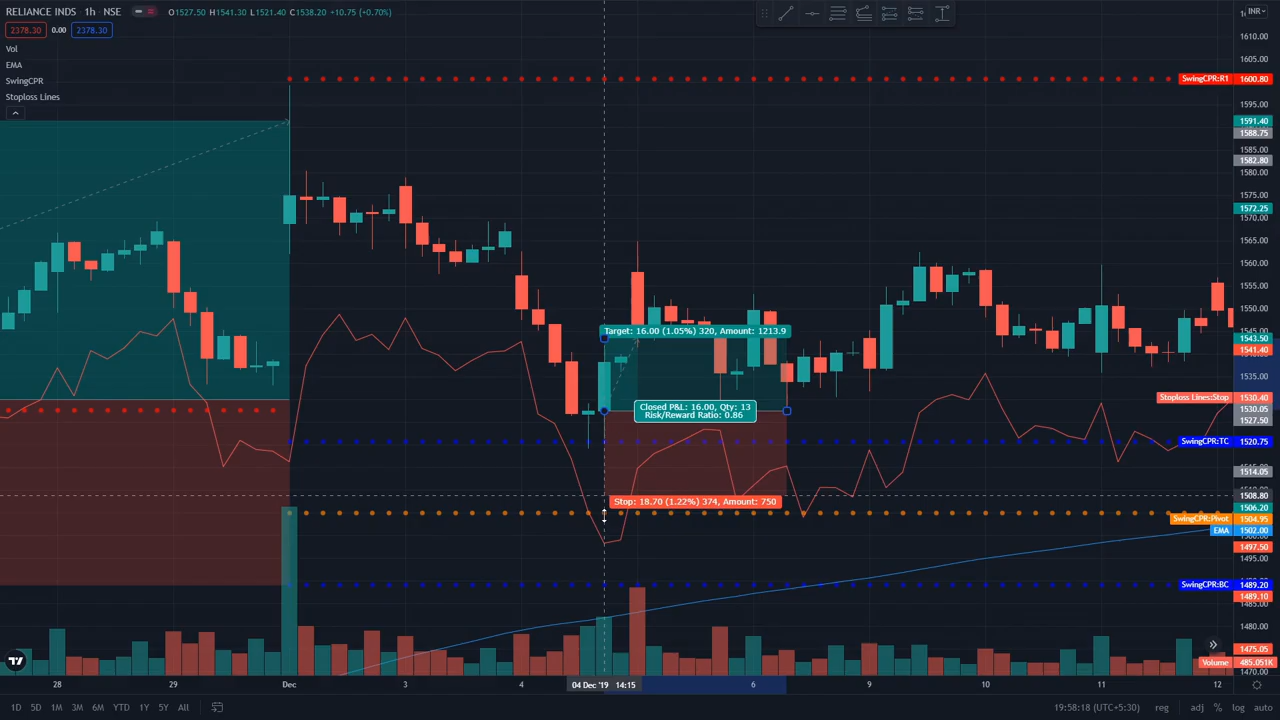 RELIANCE INDS · 1h · NSE O1527.50 H1541.30 L1521.40 C1538.20 +10.75 (+0.70%)
INR
2378.30 0.00 2378.30
Vol
EMA
SwingCPR
Stoploss Lines
1610.00
1605.00
SwingCPR:R1 1600.80
1595.00
1591.40
1588.75
1585.00
1582.80
1580.00
1575.00
1572.25
1570.00
1565.00
1560.00
1555.00
1550.00
1545.00
Target: 16.00 (1.05%) 320, Amount: 1213.9
1543.50
1541.40
1535.00
Stoploss Lines:Stop 1530.40
1530.05
Closed P&L: 16.00, Qty: 13
Risk/Reward Ratio: 0.86
1527.50
SwingCPR:TC 1520.75
1514.05
1508.80
Stop: 18.70 (1.22%) 374, Amount: 750
1506.20
SwingCPR:Pivot 1504.95
EMA 1502.00
1497.50
1495.00
SwingCPR:BC 1489.20
1489.10
1485.00
1480.00
1475.05
Volume 485.051K
1470.00
28 29 Dec 3 4 04 Dec '19 14:15 6 9 10 11 12
1D 5D 1M 3M 6M YTD 1Y 5Y All 19:58:18 (UTC+5:30) reg adj % log auto